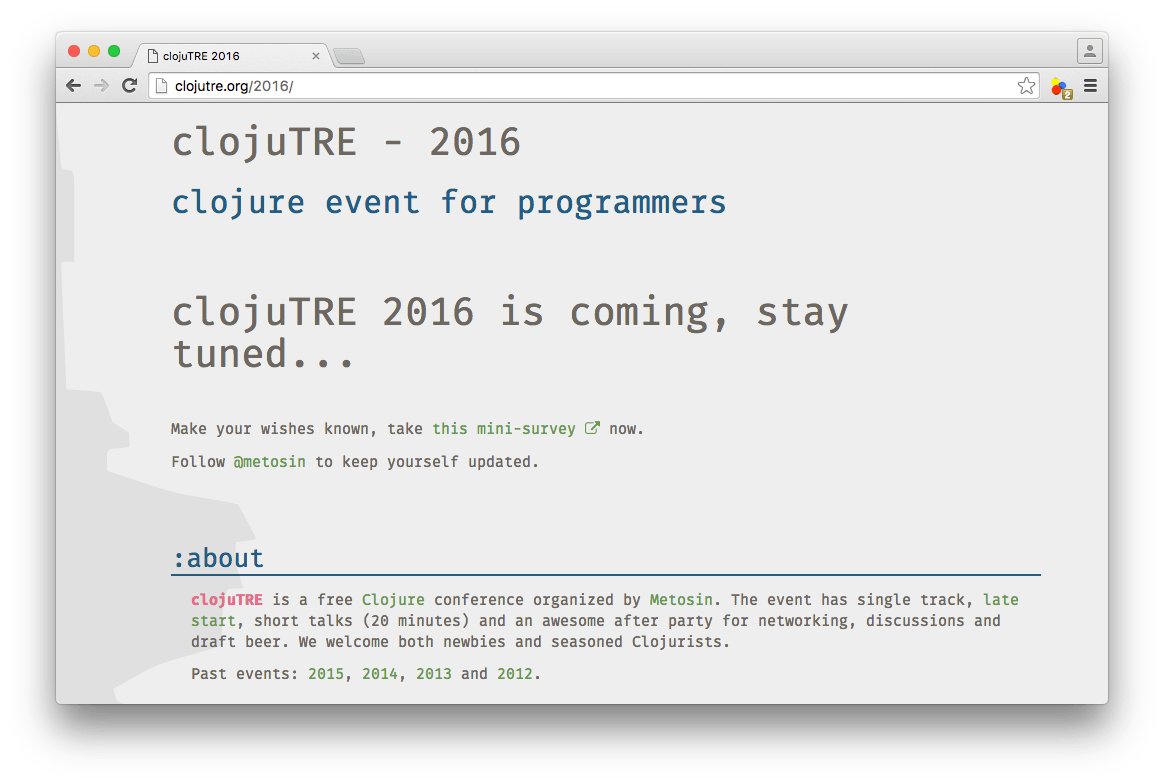 clojuTRE 2016
clojutre.org/2016/
2
clojuTRE - 2016
clojure event for programmers
clojuTRE 2016 is coming, stay
tuned...
Make your wishes known, take this mini-survey now.
Follow @metosin to keep yourself updated.
:about
clojuTRE is a free Clojure conference organized by Metosin. The event has single track, late
start, short talks (20 minutes) and an awesome after party for networking, discussions and
draft beer. We welcome both newbies and seasoned Clojurists.
Past events: 2015, 2014, 2013 and 2012.